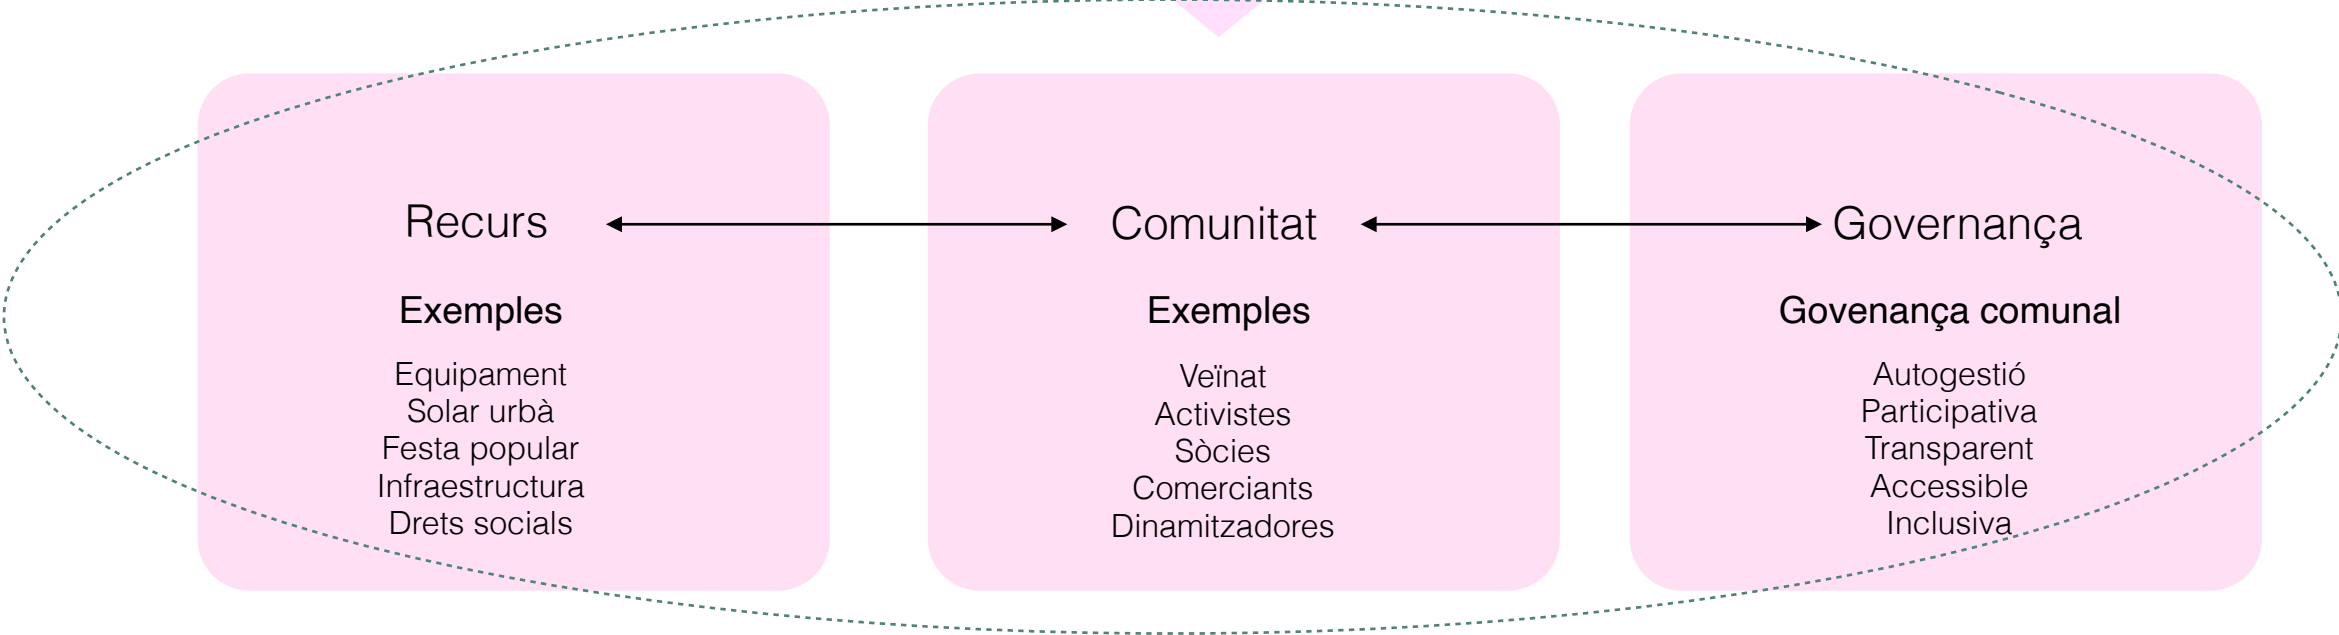 Recurs
Exemples
Equipament
Solar urbà
Festa popular
Infraestructura
Drets socials
Comunitat
Exemples
Veïnat
Activistes
Sòcies
Comerciants
Dinamitzadores
Governança
Govenança comunal
Autogestió
Participativa
Transparent
Accessible
Inclusiva